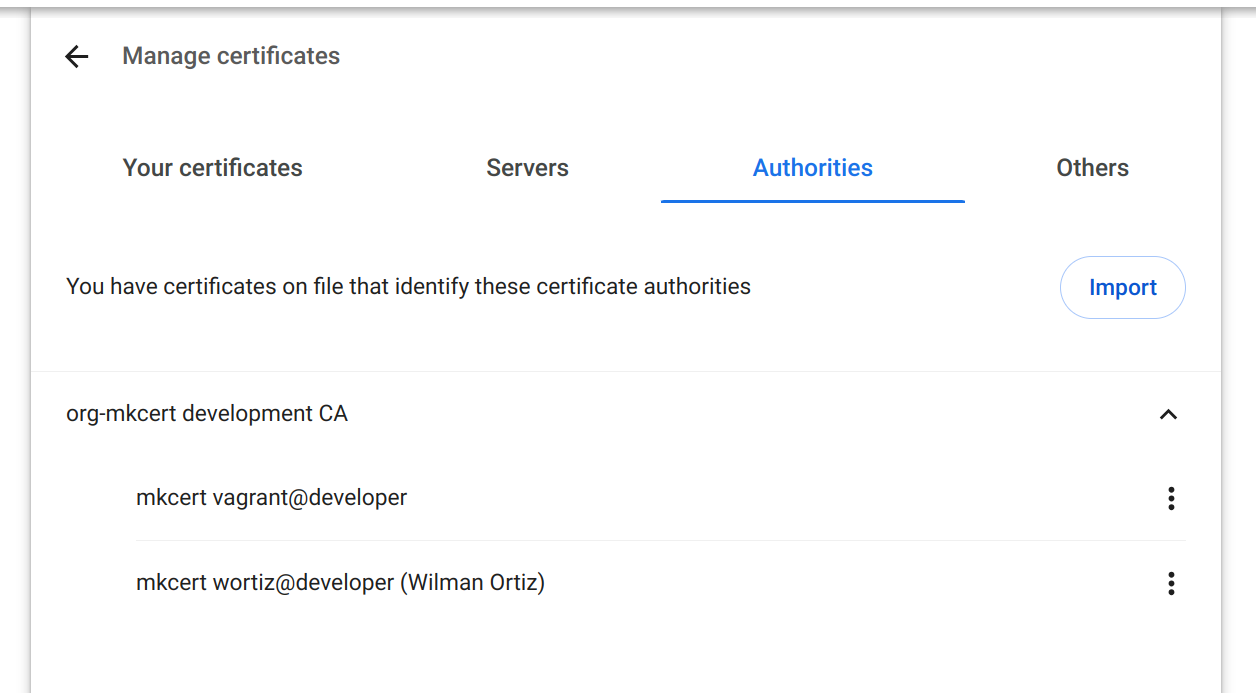 Manage certificates
Your certificates
Servers
Authorities
Others
You have certificates on file that identify these certificate authorities
Import
org-mkcert development CA
mkcert vagrant@developer
mkcert wortiz@developer (Wilman Ortiz)